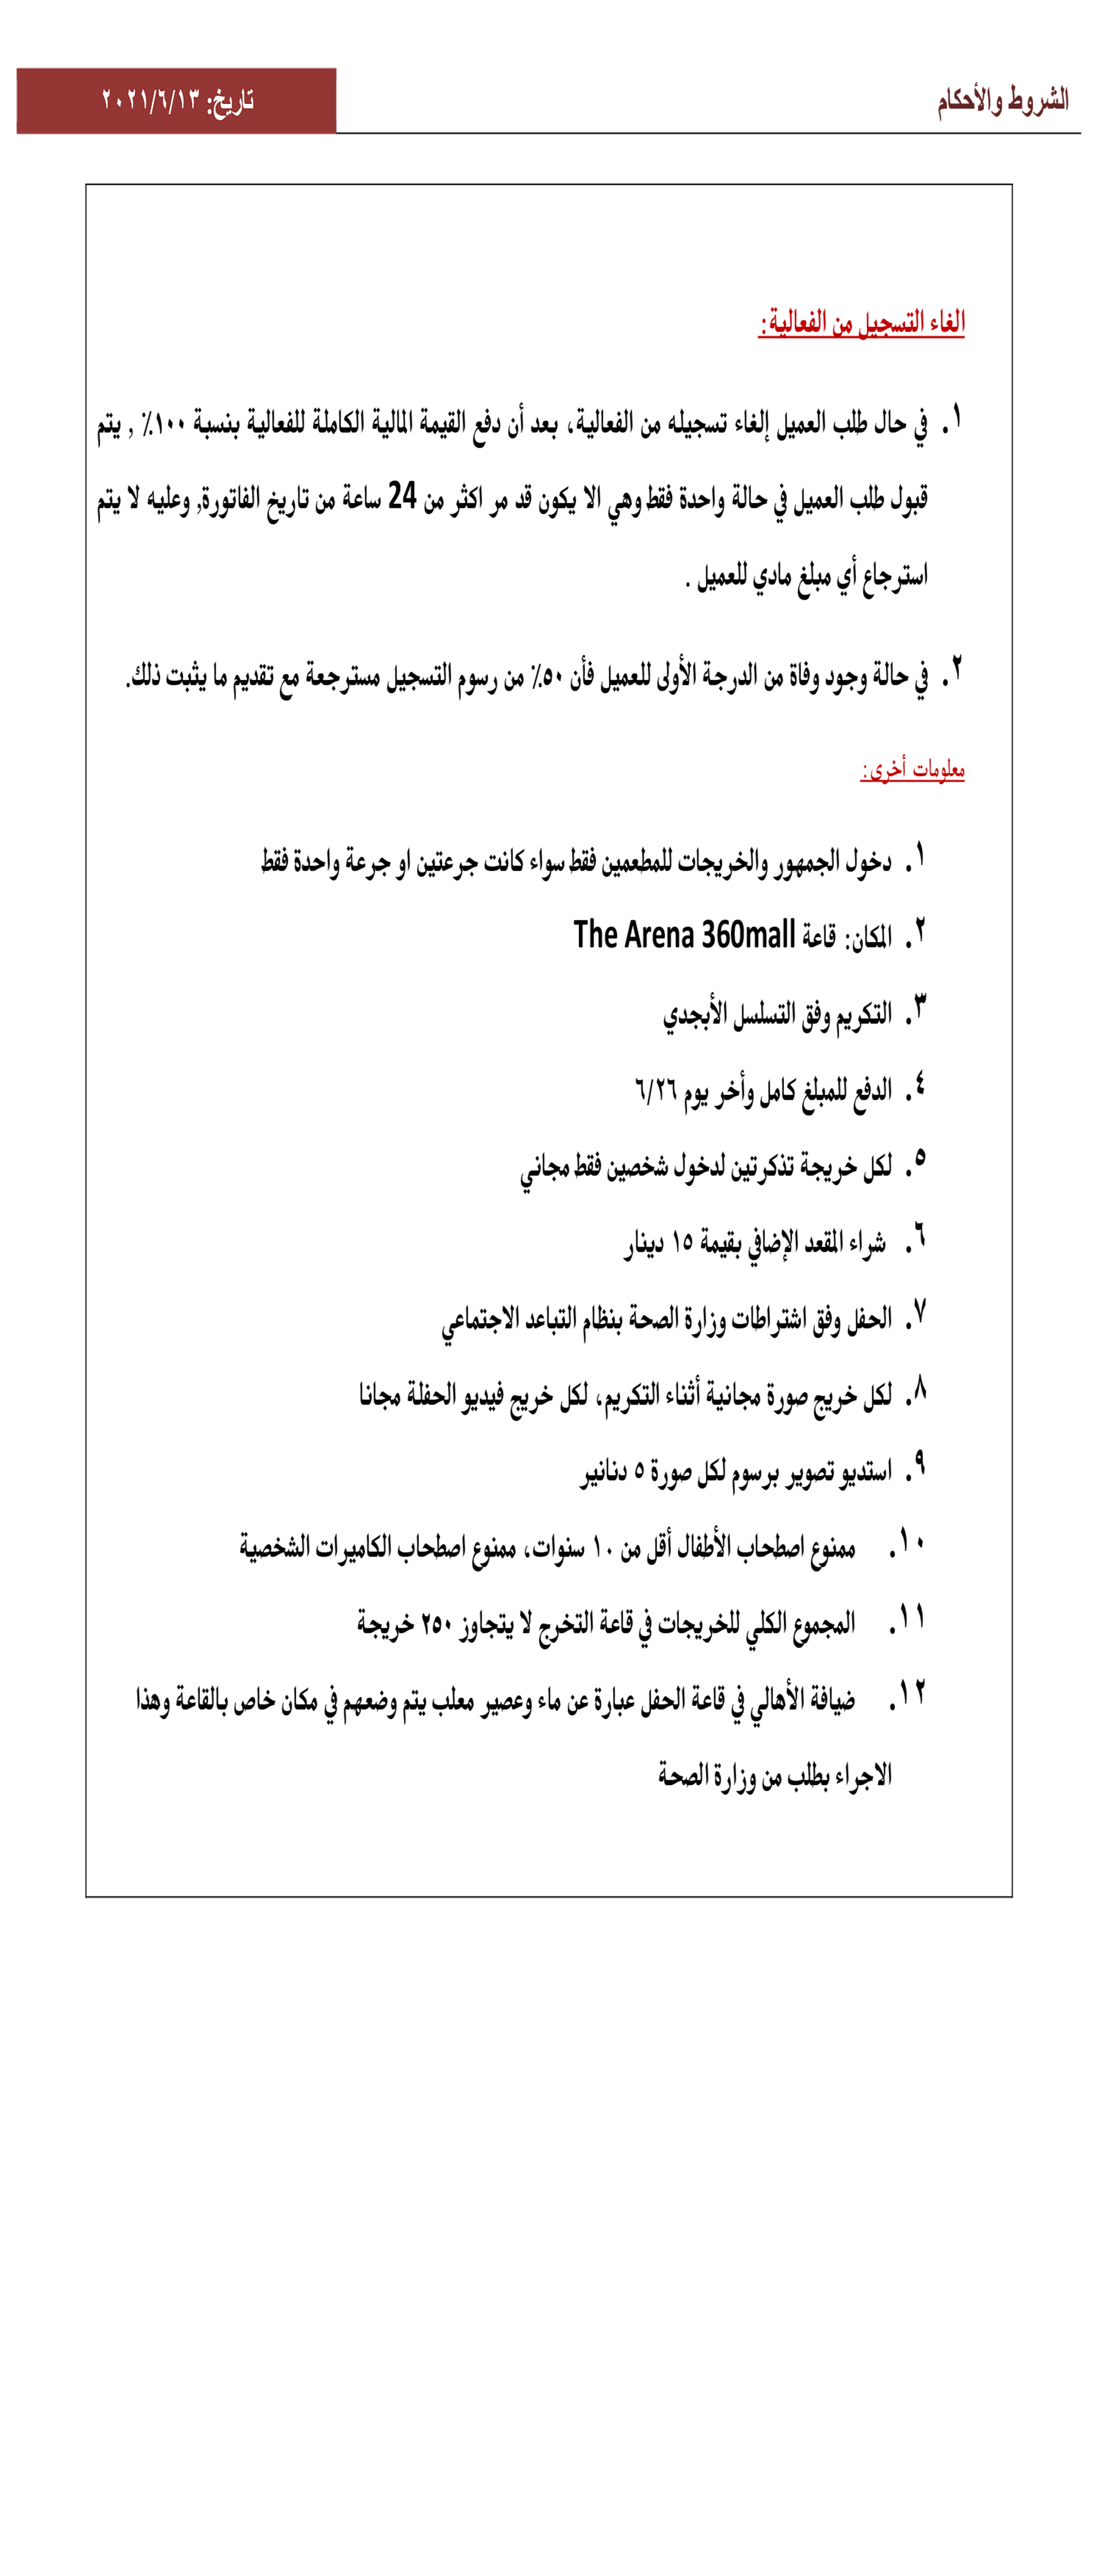 الشروط والأحكام
تاريخ: ٢٠٢١/٦/١٣
الغاء التسجيل من الفعالية:
١. في حال طلب العميل إلغاء تسجيله من الفعالية، بعد أن دفع القيمة المالية الكاملة للفعالية بنسبة ١٠٠٪ , يتم
قبول طلب العميل في حالة واحدة فقط وهي الا يكون قد مر اكثر من 24 ساعة من تاريخ الفاتورة, وعليه لا يتم
استرجاع أي مبلغ مادي للعميل .
٢. في حالة وجود وفاة من الدرجة الأولى للعميل فأن ٥٠٪ من رسوم التسجيل مسترجعة مع تقديم ما يثبت ذلك.
معلومات أخرى:
١. دخول الجمهور والخريجات للمطعمين فقط سواء كانت جرعتين او جرعة واحدة فقط
٢. المكان: قاعة The Arena 360mall
٣. التكريم وفق التسلسل الأبجدي
٤. الدفع للمبلغ كامل وأخر يوم ٦/٢٦
٥. لكل خريجة تذكرتين لدخول شخصين فقط مجاني
٦. شراء المقعد الإضافي بقيمة ١٥ دينار
٧. الحفل وفق اشتراطات وزارة الصحة بنظام التباعد الاجتماعي
٨. لكل خريج صورة مجانية أثناء التكريم، لكل خريج فيديو الحفلة مجانا
٩. استديو تصوير برسوم لكل صورة ٥ دنانير
١٠. ممنوع اصطحاب الأطفال أقل من ١٠ سنوات، ممنوع اصطحاب الكاميرات الشخصية
١١. المجموع الكلي للخريجات في قاعة التخرج لا يتجاوز ٢٥٠ خريجة
١٢. ضيافة الأهالي في قاعة الحفل عبارة عن ماء وعصير معلب يتم وضعهم في مكان خاص بالقاعة وهذا
الاجراء بطلب من وزارة الصحة